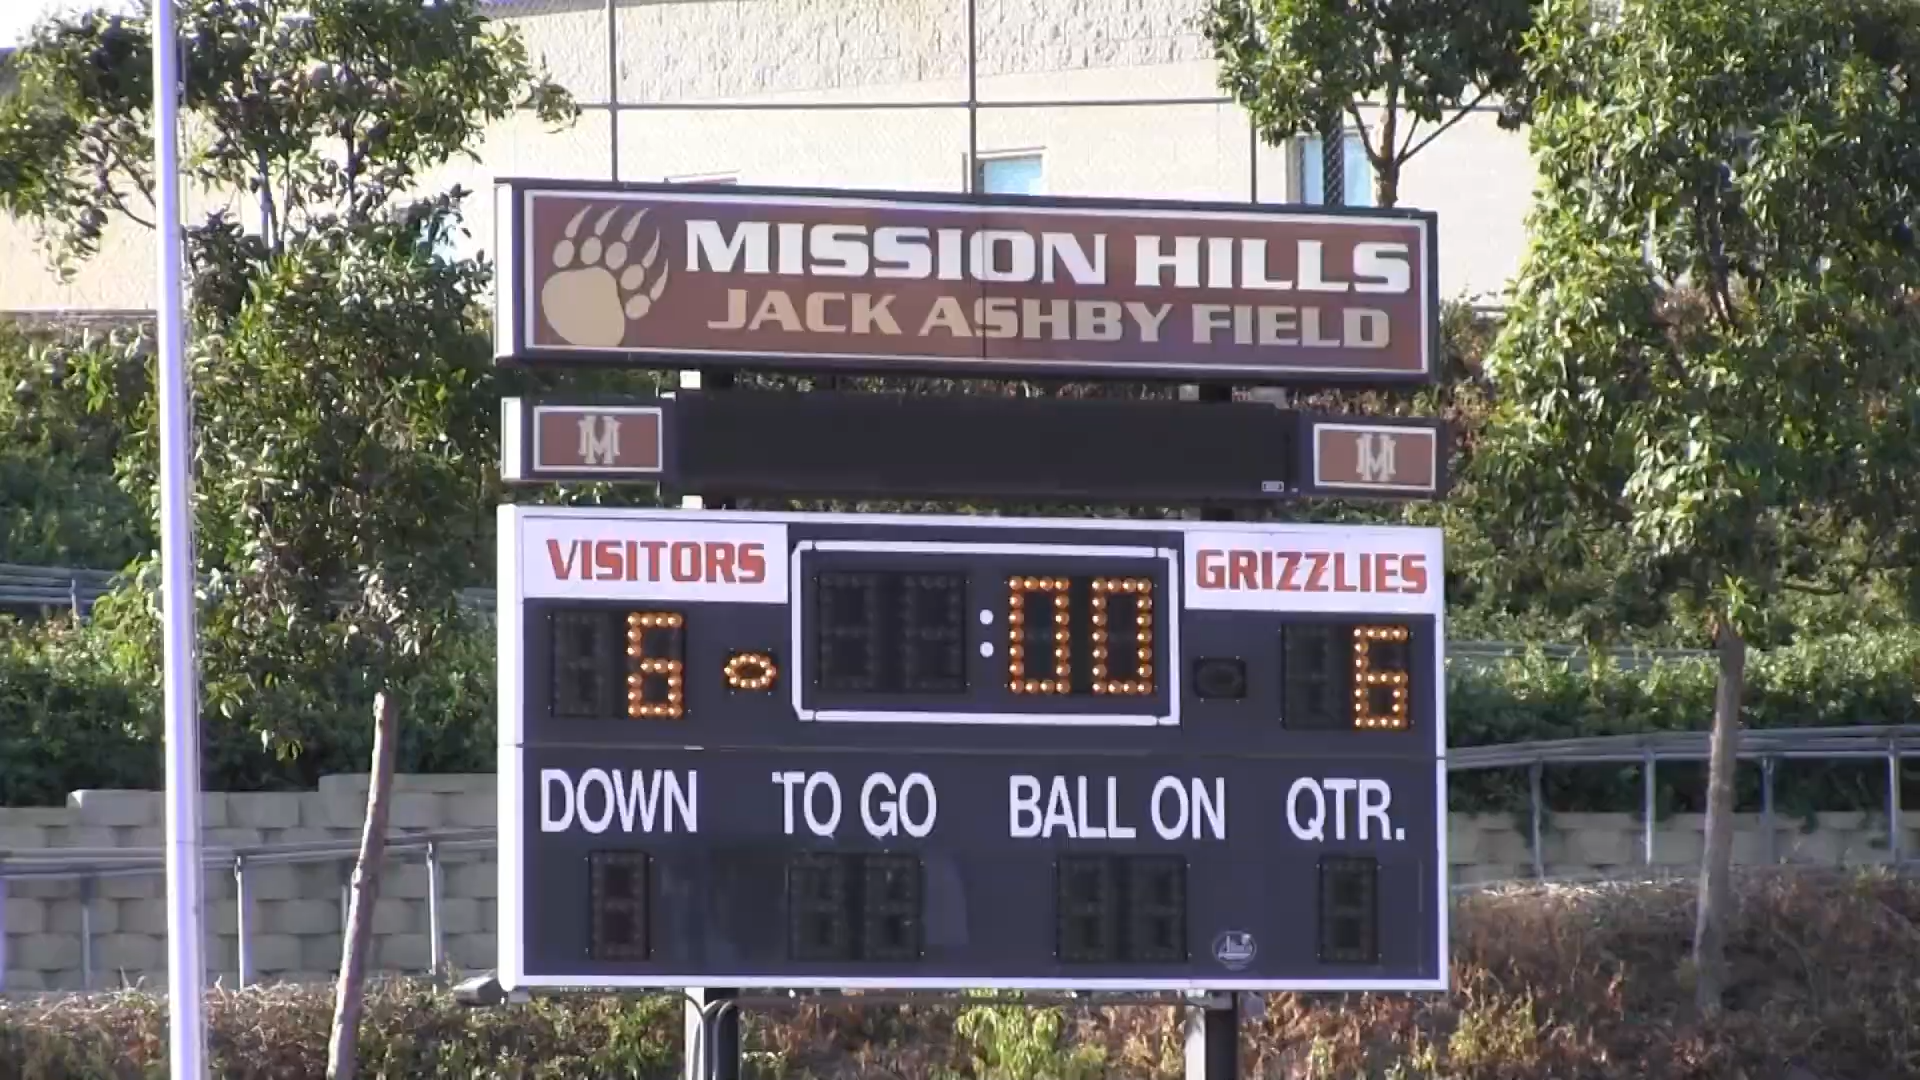 MISSION HILLS
JACK ASHBY FIELD
MH MH
VISITORS GRIZZLIES
6 :00 6
DOWN TO GO BALL ON QTR.